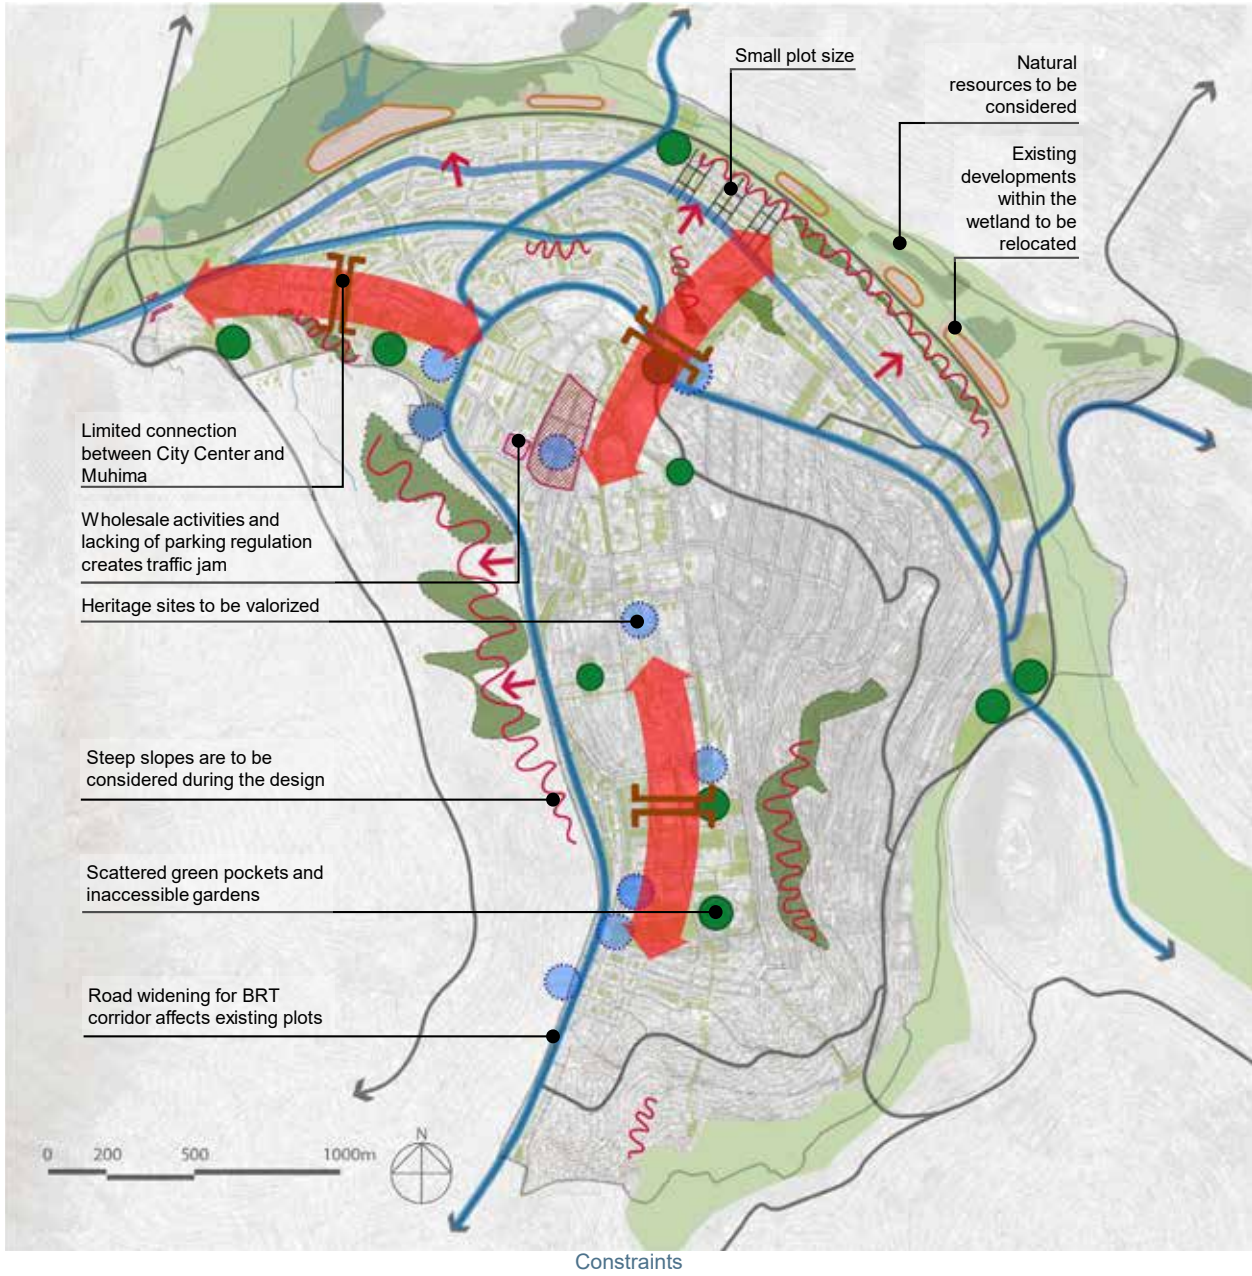 Small plot size
Natural
resources to be
considered
Existing
developments
within the
wetland to be
relocated
Limited connection
between City Center and
Muhima
Wholesale activities and
lacking of parking regulation
creates traffic jam
Heritage sites to be valorized
Steep slopes are to be
considered during the design
Scattered green pockets and
inaccessible gardens
Road widening for BRT
corridor affects existing plots
N
0 200 500 1000m
Constraints